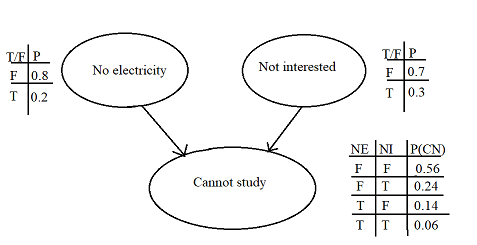 T/F P
F 0.8
T 0.2
No electricity
Not interested
T/F P
F 0.7
T 0.3
Cannot study
NE NI P(CN)
F F 0.56
F T 0.24
T F 0.14
T T 0.06